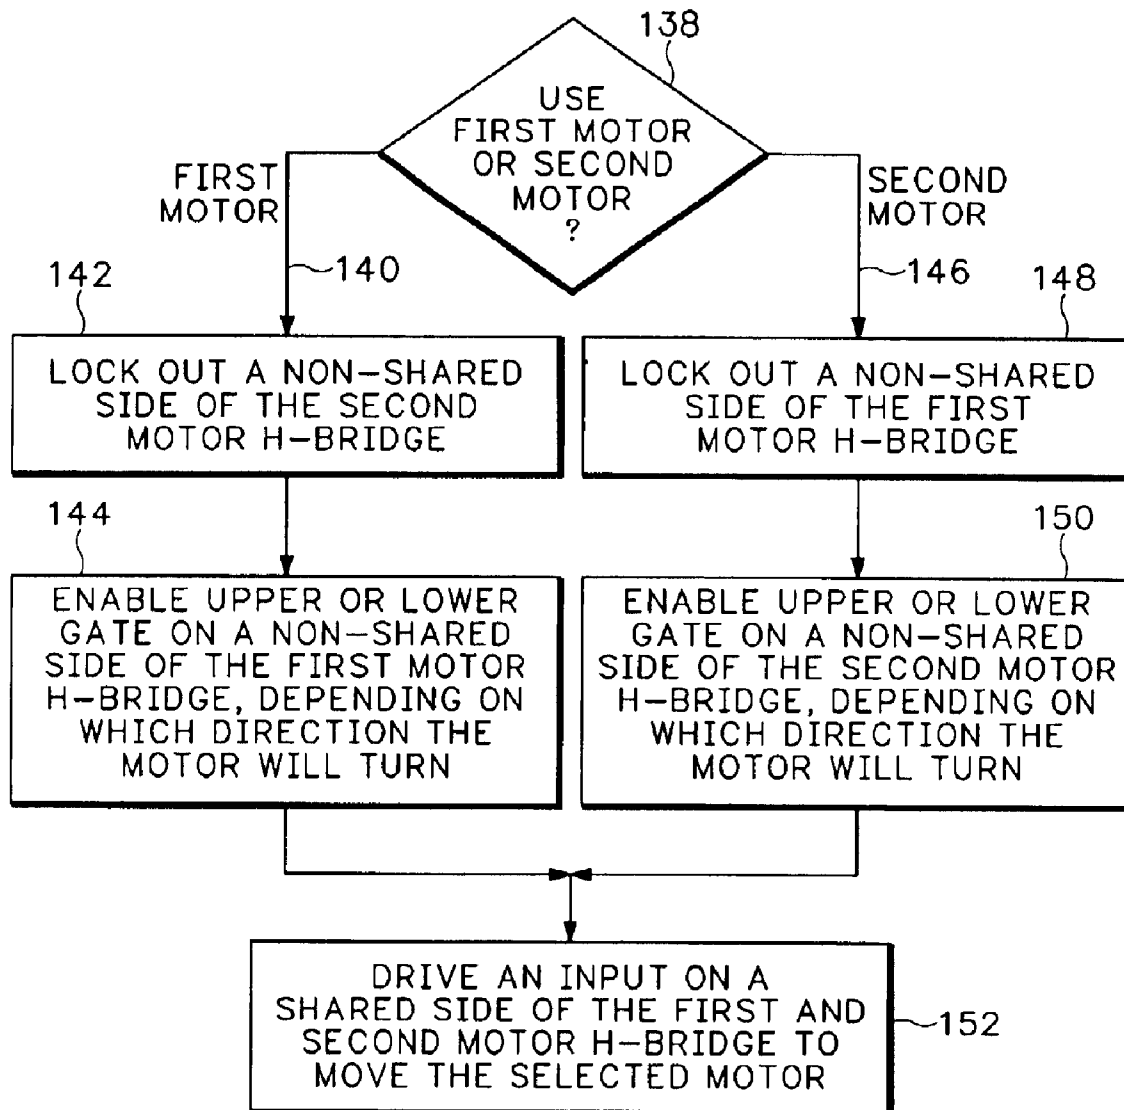 138
USE
FIRST MOTOR
OR SECOND
MOTOR
?
FIRST
MOTOR
SECOND
MOTOR
140
146
142
LOCK OUT A NON-SHARED
SIDE OF THE SECOND
MOTOR H-BRIDGE
148
LOCK OUT A NON-SHARED
SIDE OF THE FIRST
MOTOR H-BRIDGE
144
ENABLE UPPER OR LOWER
GATE ON A NON-SHARED
SIDE OF THE FIRST MOTOR
H-BRIDGE, DEPENDING ON
WHICH DIRECTION THE
MOTOR WILL TURN
150
ENABLE UPPER OR LOWER
GATE ON A NON-SHARED
SIDE OF THE SECOND MOTOR
H-BRIDGE, DEPENDING ON
WHICH DIRECTION THE
MOTOR WILL TURN
DRIVE AN INPUT ON A
SHARED SIDE OF THE FIRST AND
SECOND MOTOR H-BRIDGE TO
MOVE THE SELECTED MOTOR
152